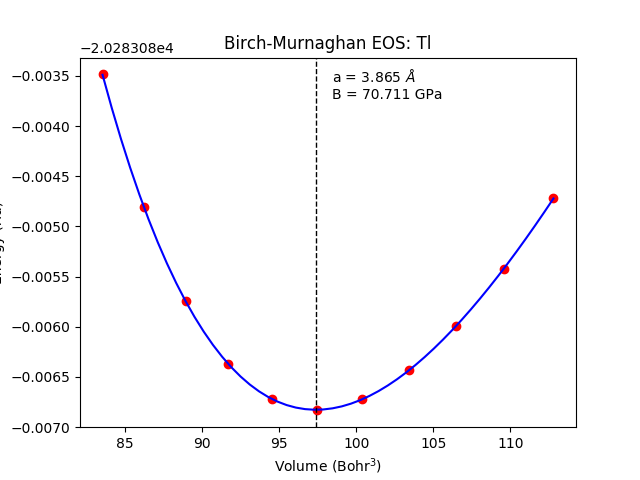 −2.028308e4
Birch-Murnaghan EOS: Tl
a = 3.865 Å
B = 70.711 GPa
−0.0035
−0.0040
−0.0045
−0.0050
−0.0055
−0.0060
−0.0065
−0.0070
85
90
95
100
105
110
Volume (Bohr³)